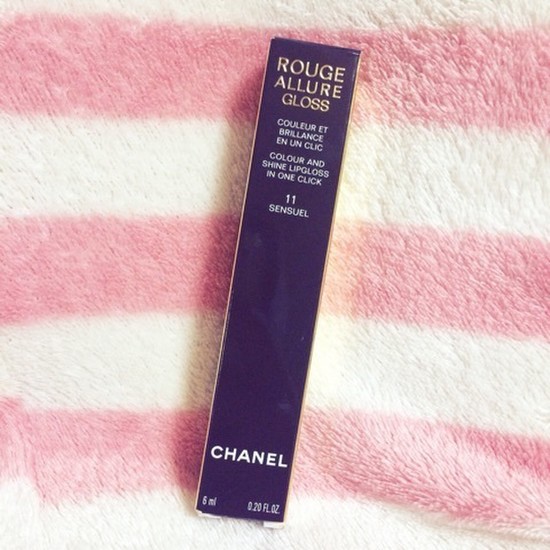 ROUGE
ALLURE
GLOSS
COULEUR ET
BRILLANCE
EN UN CLIC
COLOUR AND
SHINE LIPGLOSS
IN ONE CLICK
11
SENSUEL
CHANEL
6 ml 0.20 FL.OZ.